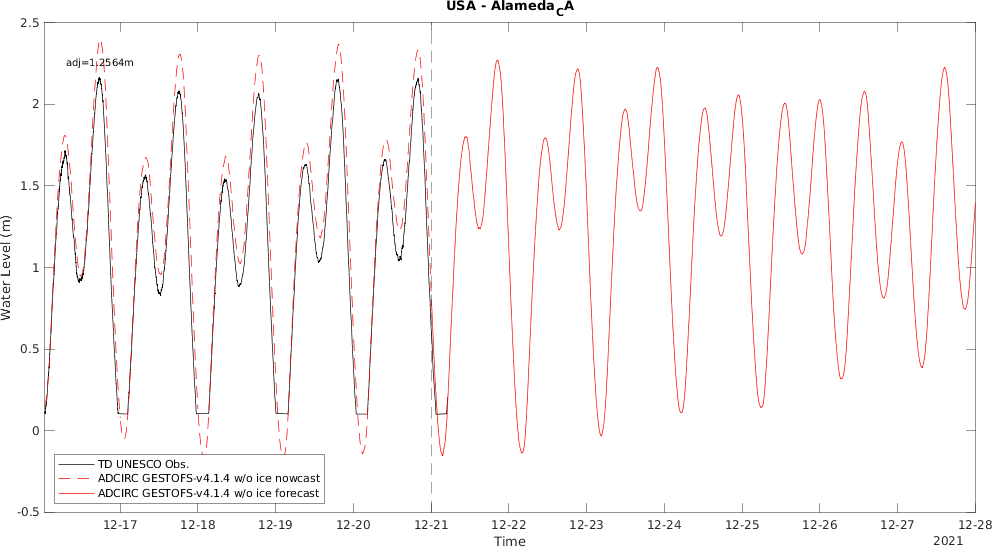 USA - Alameda_CA
adj=1.2564m
2.5
2
1.5
1
0.5
0
-0.5
Water Level (m)
TD UNESCO Obs.
ADCIRC GESTOFS-v4.1.4 w/o ice nowcast
ADCIRC GESTOFS-v4.1.4 w/o ice forecast
12-17 12-18 12-19 12-20 12-21 12-22 12-23 12-24 12-25 12-26 12-27 12-28
Time
2021